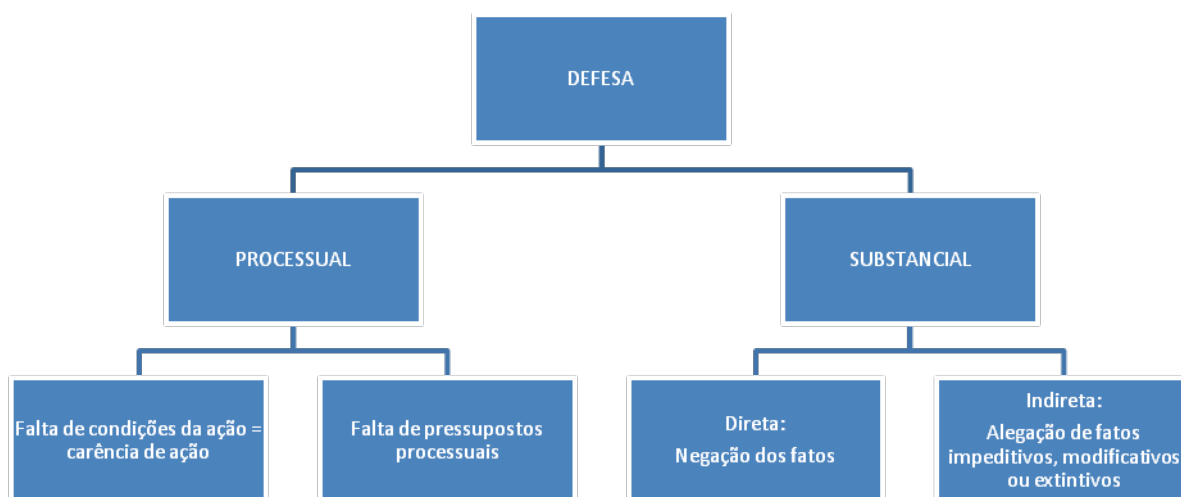 DEFESA
PROCESSUAL
SUBSTANCIAL
Falta de condições da ação =
carência de ação
Falta de pressupostos
processuais
Direta:
Negação dos fatos
Indireta:
Alegação de fatos
impeditivos, modificativos
ou extintivos